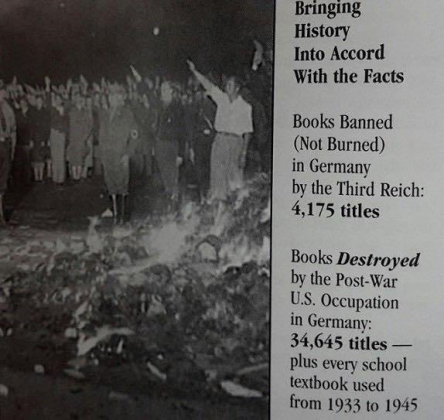 Bringing
History
Into Accord
With the Facts
Books Banned
(Not Burned)
in Germany
by the Third Reich:
4,175 titles
Books Destroyed
by the Post-War
U.S. Occupation
in Germany:
34,645 titles —
plus every school
textbook used
from 1933 to 1945